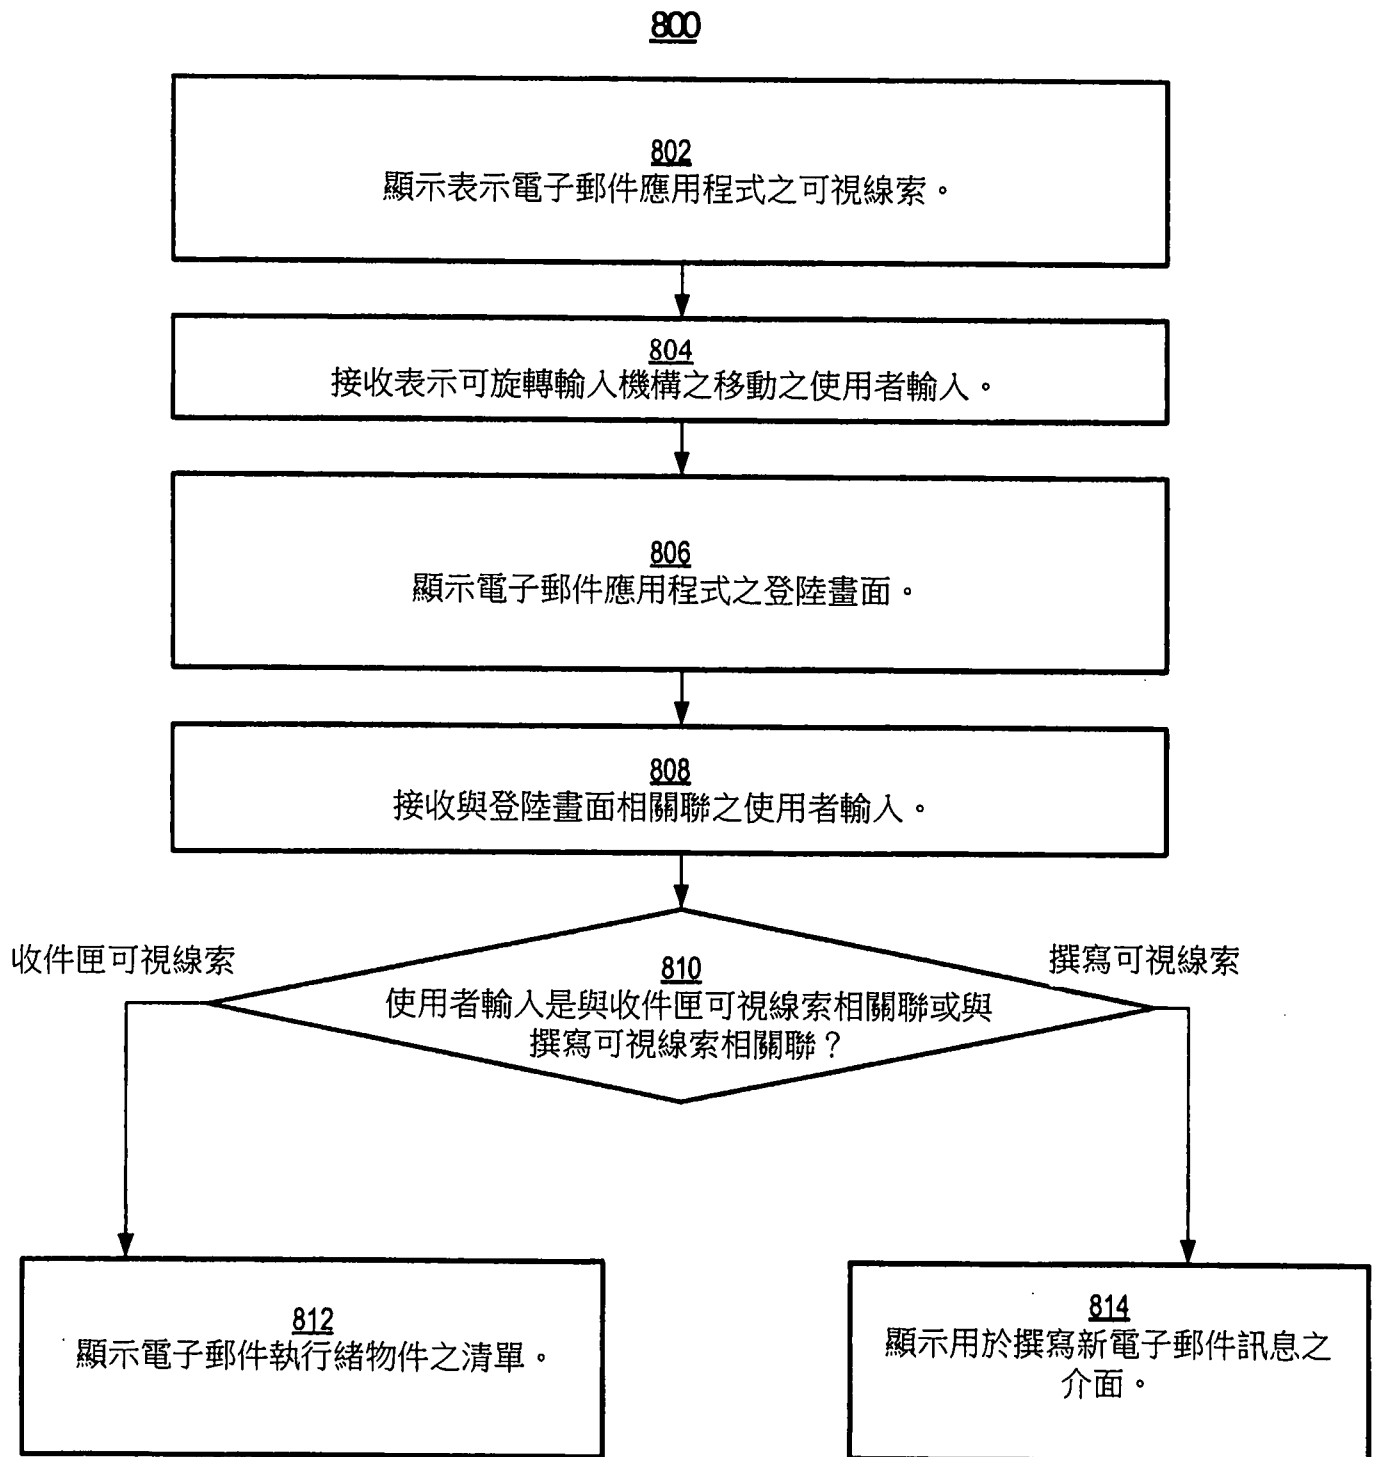 800
802
顯示表示電子郵件應用程式之可視線索。
804
接收表示可旋轉輸入機構之移動之使用者輸入。
806
顯示電子郵件應用程式之登陸畫面。
808
接收與登陸畫面相關聯之使用者輸入。
收件匣可視線索
撰寫可視線索
810
使用者輸入是與收件匣可視線索相關聯或與
撰寫可視線索相關聯？
812
顯示電子郵件執行緒物件之清單。
814
顯示用於撰寫新電子郵件訊息之
介面。